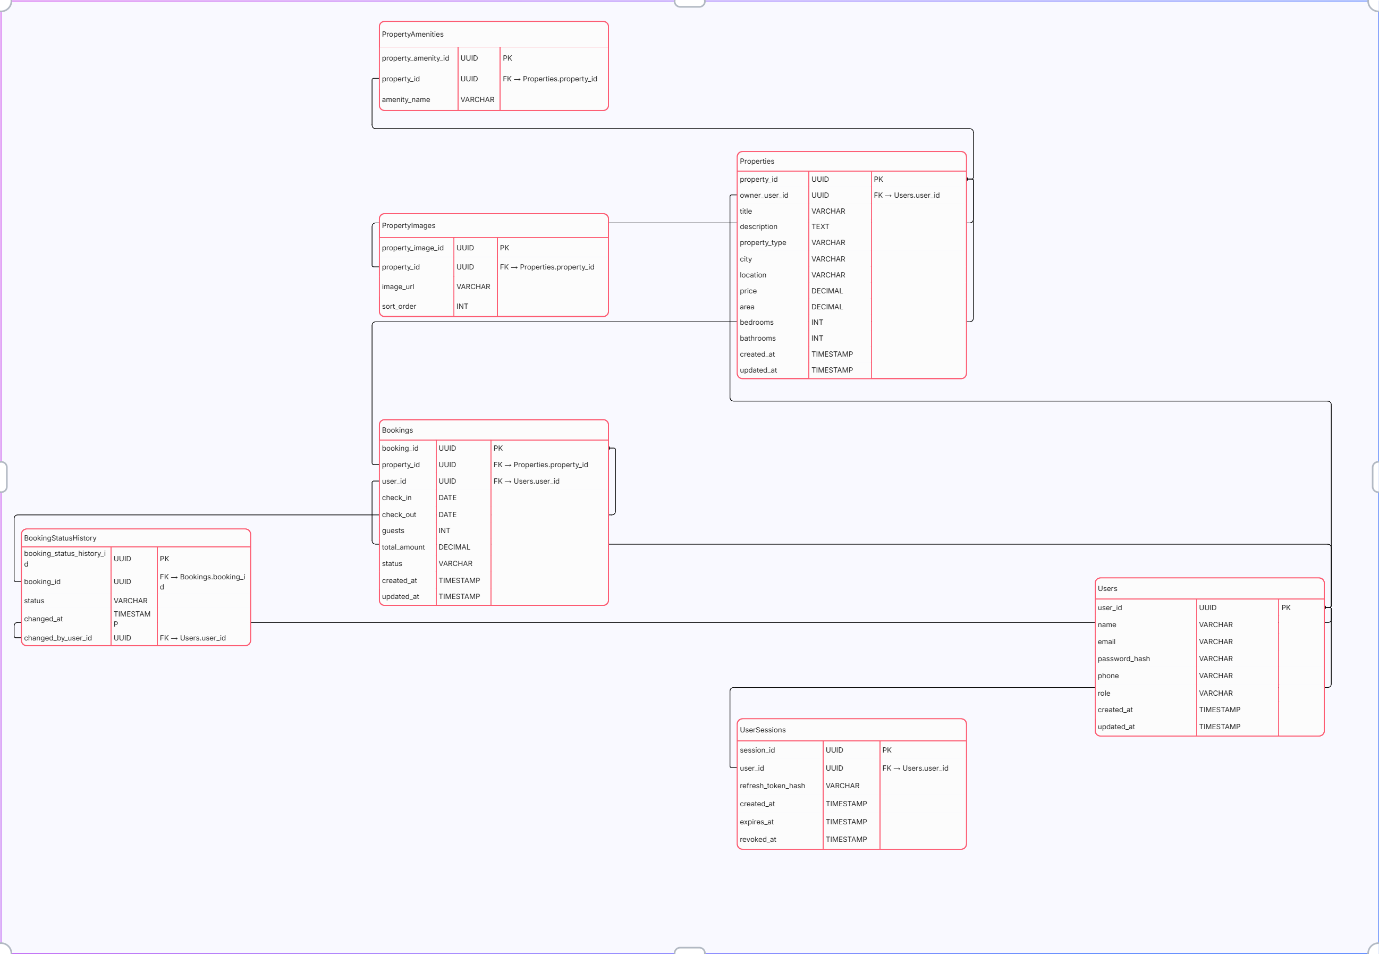 PropertyAmenities
property_amenity_id UUID PK
property_id UUID FK → Properties.property_id
amenity_name VARCHAR
Properties
property_id UUID PK
owner_user_id UUID FK → Users.user_id
title VARCHAR
description TEXT
property_type VARCHAR
city VARCHAR
location VARCHAR
price DECIMAL
area DECIMAL
bedrooms INT
bathrooms INT
created_at TIMESTAMP
updated_at TIMESTAMP
PropertyImages
property_image_id UUID PK
property_id UUID FK → Properties.property_id
image_url VARCHAR
sort_order INT
Bookings
booking_id UUID PK
property_id UUID FK → Properties.property_id
user_id UUID FK → Users.user_id
check_in DATE
check_out DATE
guests INT
total_amount DECIMAL
status VARCHAR
created_at TIMESTAMP
updated_at TIMESTAMP
BookingStatusHistory
booking_status_history_i
d UUID PK
booking_id UUID FK → Bookings.booking_i
d
status VARCHAR
changed_at TIMESTAM
P
changed_by_user_id UUID FK → Users.user_id
Users
user_id UUID PK
name VARCHAR
email VARCHAR
password_hash VARCHAR
phone VARCHAR
role VARCHAR
created_at TIMESTAMP
updated_at TIMESTAMP
UserSessions
session_id UUID PK
user_id UUID FK → Users.user_id
refresh_token_hash VARCHAR
created_at TIMESTAMP
expires_at TIMESTAMP
revoked_at TIMESTAMP